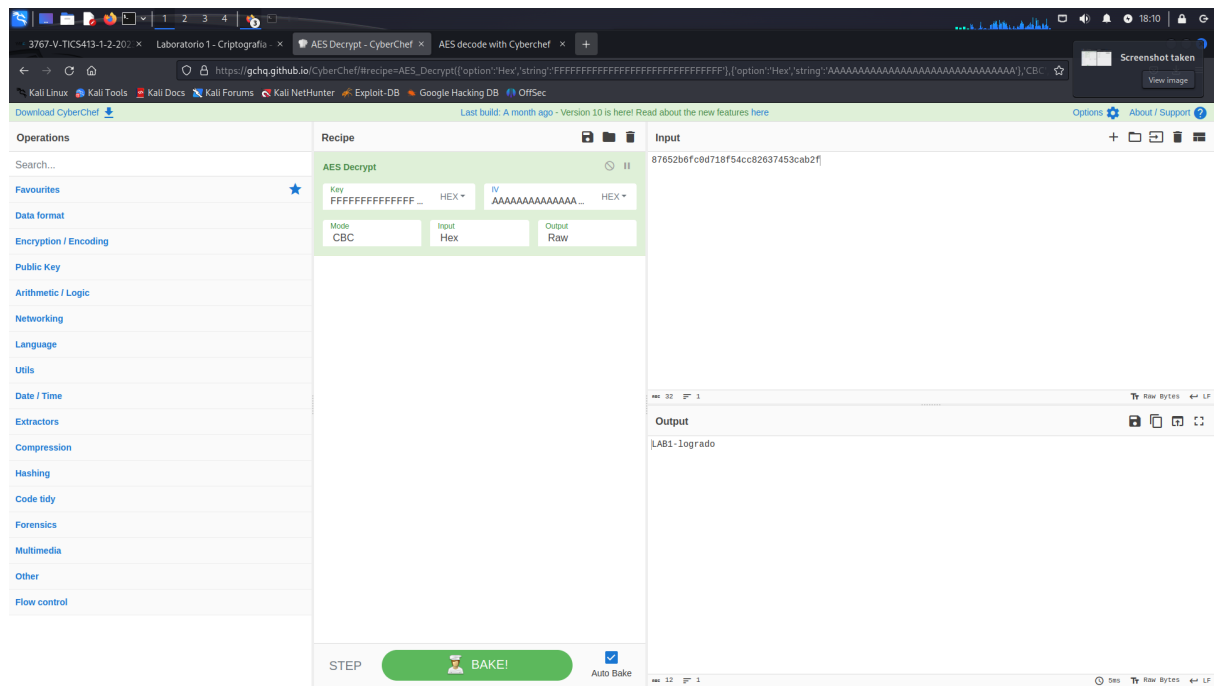 1 2 3 4
18:10
3767-V-TICS413-1-2-202
Laboratorio 1 - Criptografia -
AES Decrypt - CyberChef
AES decode with Cyberchef
Screenshot taken
View image
https://gchq.github.io/CyberChef/#recipe=AES_Decrypt({'option':'Hex','string':'FFFFFFFFFFFFFFFFFFFFFFFFFFFFFFFF'},{'option':'Hex','string':'AAAAAAAAAAAAAAAAAAAAAAAAAAAAAAAA'},'CBC'
Kali Linux Kali Tools Kali Docs Kali Forums Kali NetHunter Exploit-DB Google Hacking DB OffSec
Download CyberChef
Last build: A month ago - Version 10 is here! Read about the new features here
Options About / Support
Operations
Search...
Favourites
Data format
Encryption / Encoding
Public Key
Arithmetic / Logic
Networking
Language
Utils
Date / Time
Extractors
Compression
Hashing
Code tidy
Forensics
Multimedia
Other
Flow control
Recipe
AES Decrypt
Key
FFFFFFFFFFFFFF ...
HEX
IV
AAAAAAAAAAAAAA ...
HEX
Mode
CBC
Input
Hex
Output
Raw
STEP
BAKE!
Auto Bake
Input
87652b6fc0d718f54cc82637453cab2f
32 1
Raw Bytes LF
Output
LAB1-logrado
12 1
5ms Raw Bytes LF